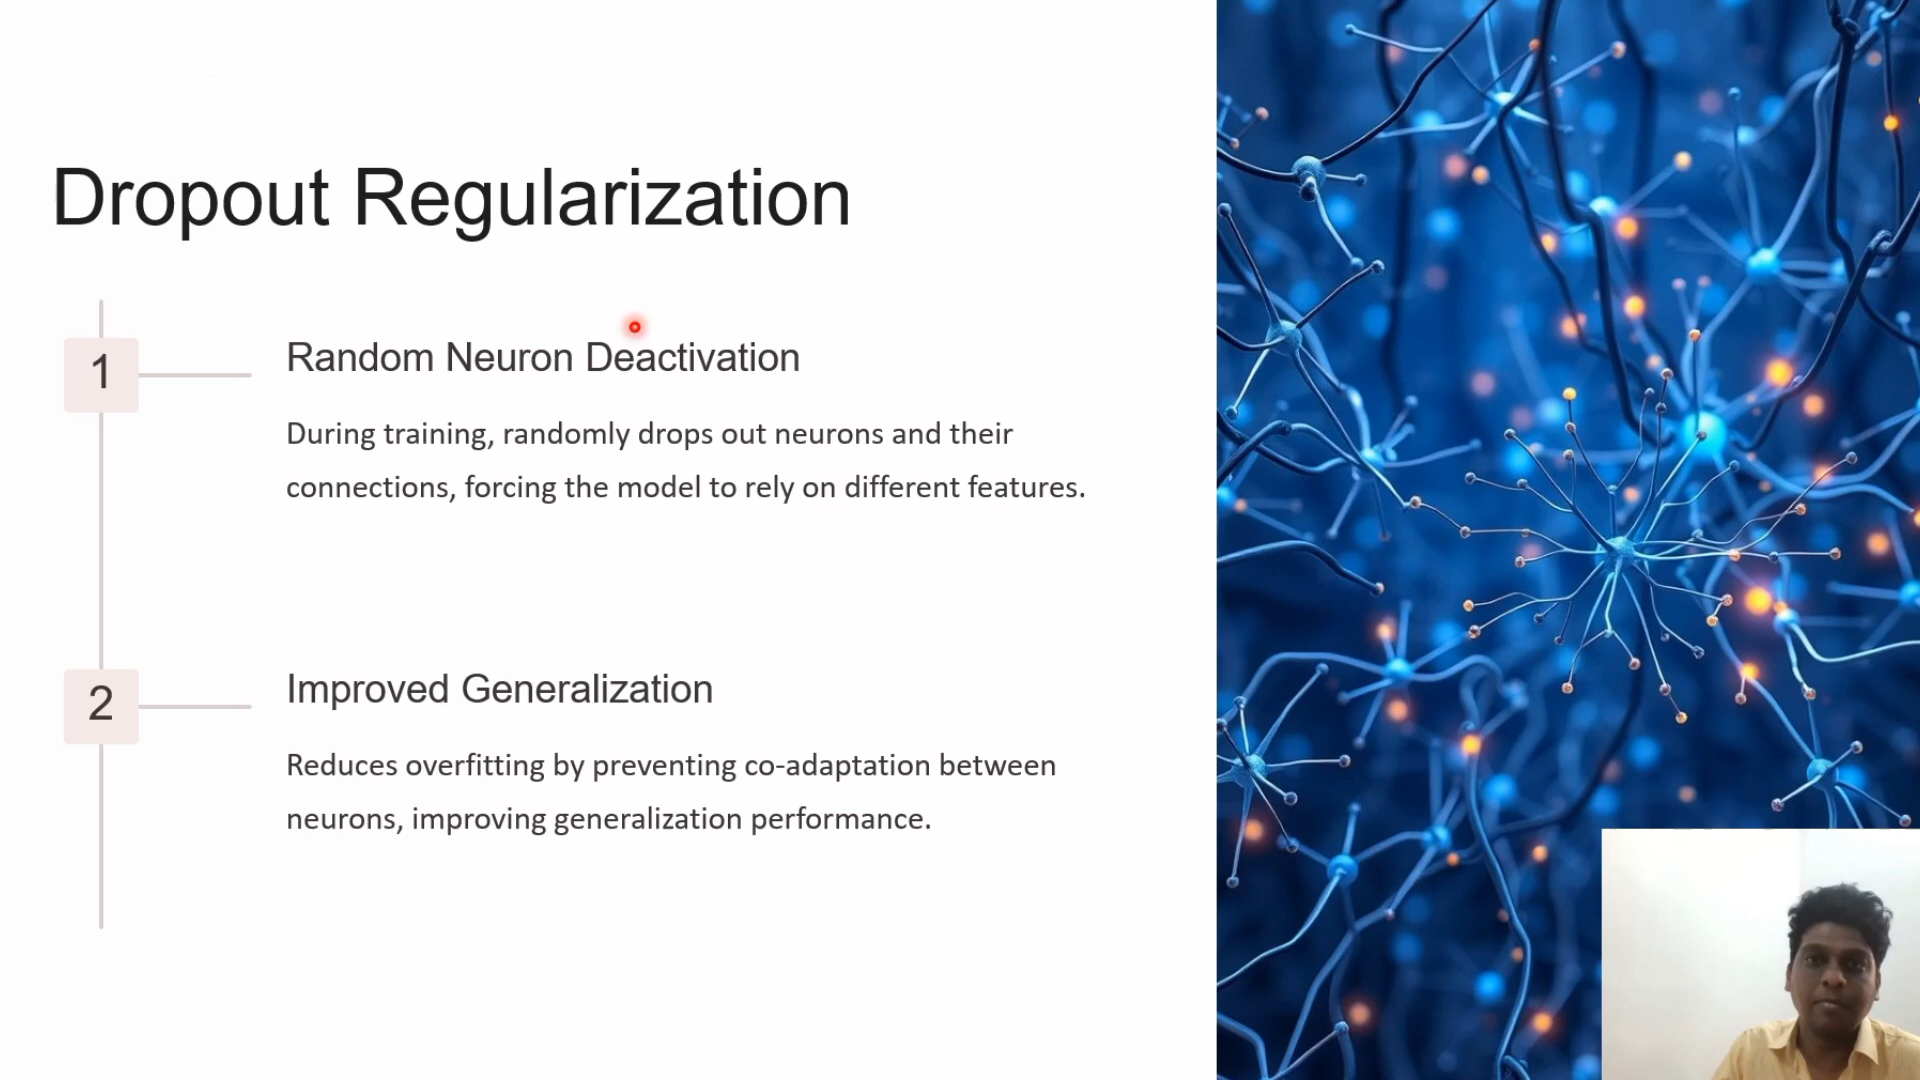 Dropout Regularization
1
Random Neuron Deactivation
During training, randomly drops out neurons and their
connections, forcing the model to rely on different features.
2
Improved Generalization
Reduces overfitting by preventing co-adaptation between
neurons, improving generalization performance.